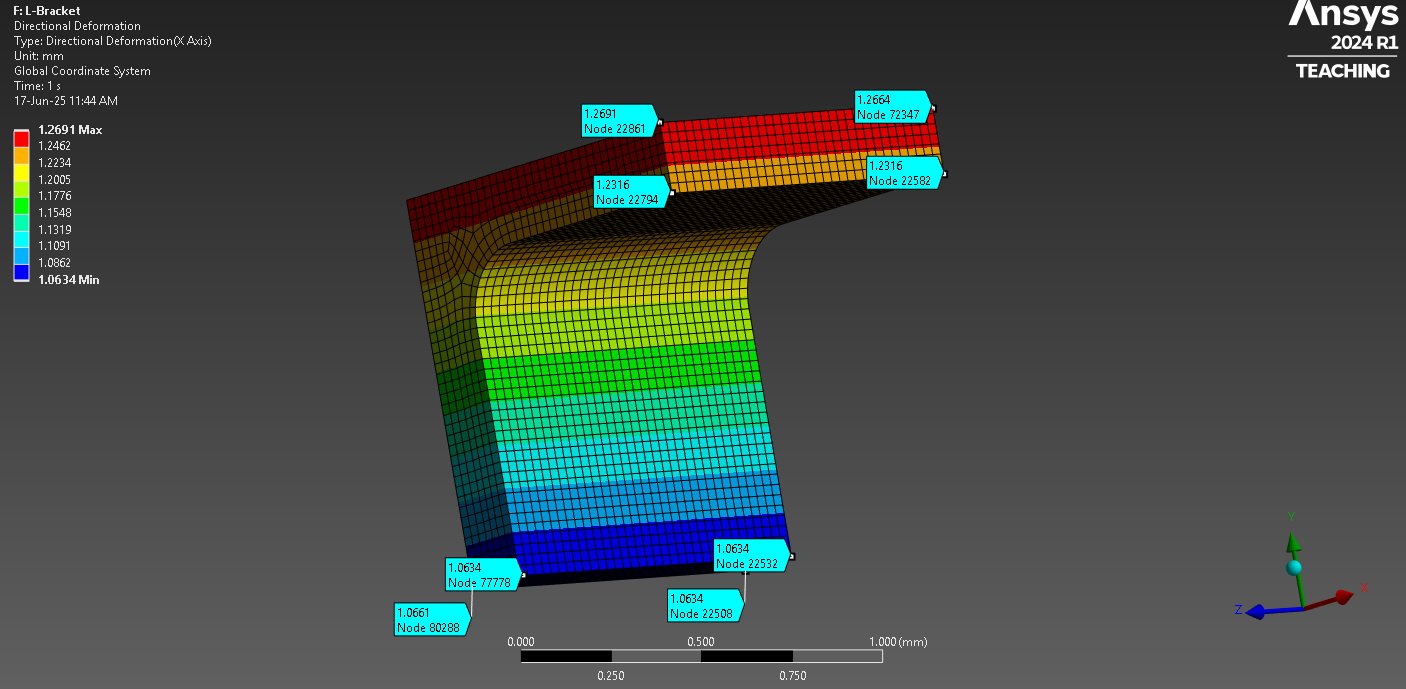 F: L-Bracket
Directional Deformation
Type: Directional Deformation(X Axis)
Unit: mm
Global Coordinate System
Time: 1 s
17-Jun-25 11:44 AM
Ansys
2024 R1
TEACHING
1.2691 Max
1.2462
1.2234
1.2005
1.1776
1.1548
1.1319
1.1091
1.0862
1.0634 Min
1.2691
Node 22861
1.2664
Node 72347
1.2316
Node 22794
1.2316
Node 22582
1.0634
Node 77778
1.0634
Node 22532
1.0661
Node 80288
1.0634
Node 22508
0.000
0.500
1.000 (mm)
0.250
0.750
Y
X
Z